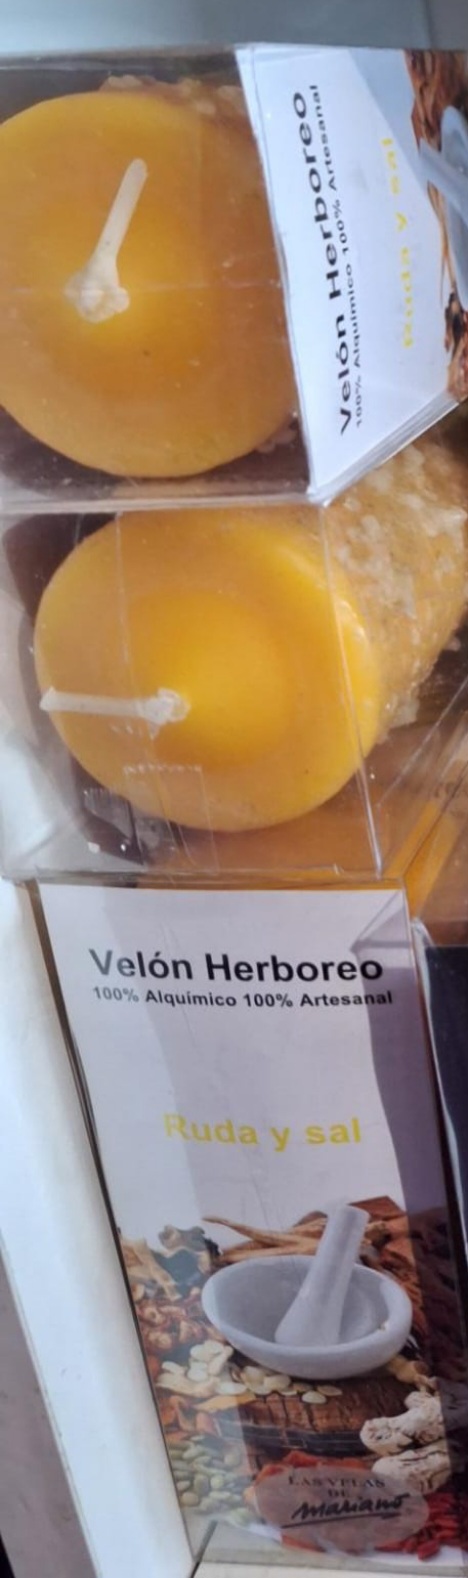 Velón Herboreo
100% Alquímico 100% Artesanal
Ruda y sal
Velón Herboreo
100% Alquímico 100% Artesanal
Ruda y sal
LAS VELAS
DE
Mariano